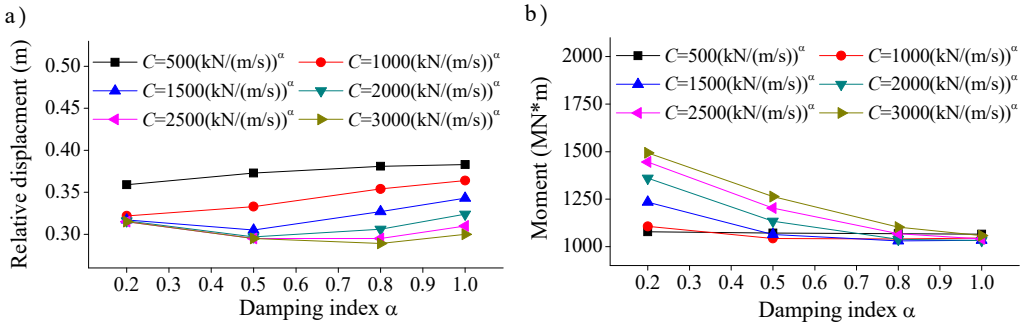 a)
C=500(kN/(m/s))^α
C=1000(kN/(m/s))^α
C=1500(kN/(m/s))^α
C=2000(kN/(m/s))^α
C=2500(kN/(m/s))^α
C=3000(kN/(m/s))^α
Relative displacment (m)
0.50
0.45
0.40
0.35
0.30
0.2 0.3 0.4 0.5 0.6 0.7 0.8 0.9 1.0
Damping index α
b)
C=500(kN/(m/s))^α
C=1000(kN/(m/s))^α
C=1500(kN/(m/s))^α
C=2000(kN/(m/s))^α
C=2500(kN/(m/s))^α
C=3000(kN/(m/s))^α
Moment (MN*m)
2000
1750
1500
1250
1000
0.2 0.3 0.4 0.5 0.6 0.7 0.8 0.9 1.0
Damping index α